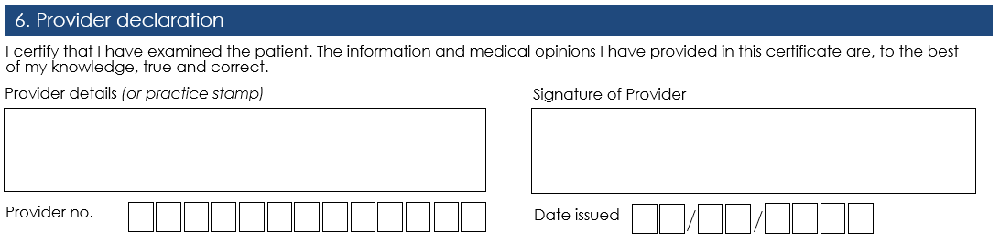 6. Provider declaration
I certify that I have examined the patient. The information and medical opinions I have provided in this certificate are, to the best
of my knowledge, true and correct.
Provider details (or practice stamp)
Signature of Provider
Provider no.
Date issued / /